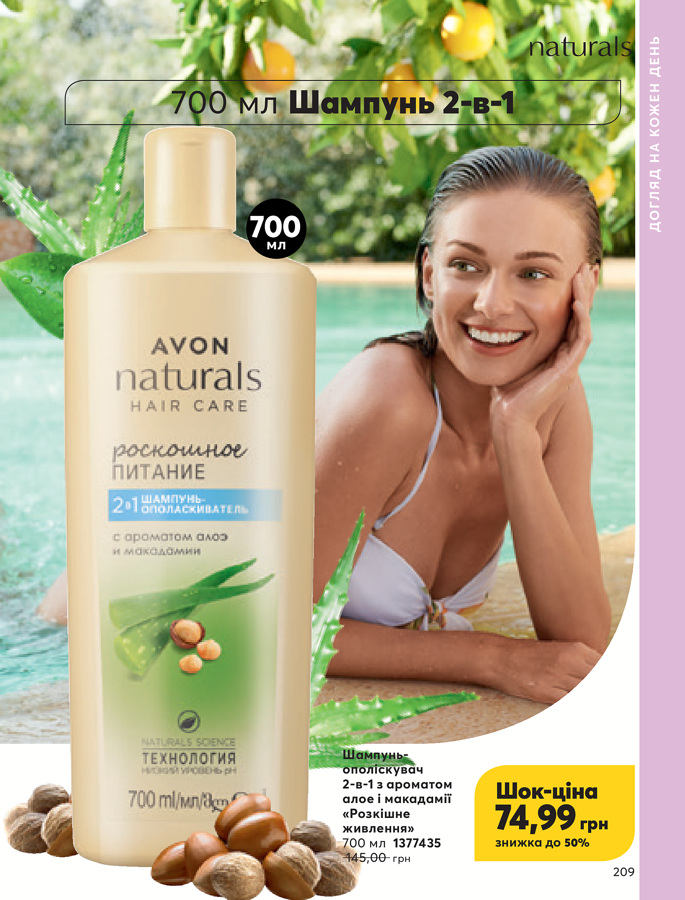 naturals
700 мл Шампунь 2-в-1
ДОГЛЯД НА КОЖЕН ДЕНЬ
700
мл
AVON
naturals
HAIR CARE
роскошное
ПИТАНИЕ
2в1 ШАМПУНЬ-
ОПОЛАСКИВАТЕЛЬ
с ароматом алоэ
и макадамии
NATURALS SCIENCE
ТЕХНОЛОГИЯ
НИЗКИЙ УРОВЕНЬ pH
700 ml/мл/
Шампунь-
ополіскувач
2-в-1 з ароматом
алое і макадамії
«Розкішне
живлення»
700 мл 1377435
145,00 грн
Шок-ціна
74,99 грн
знижка до 50%
209